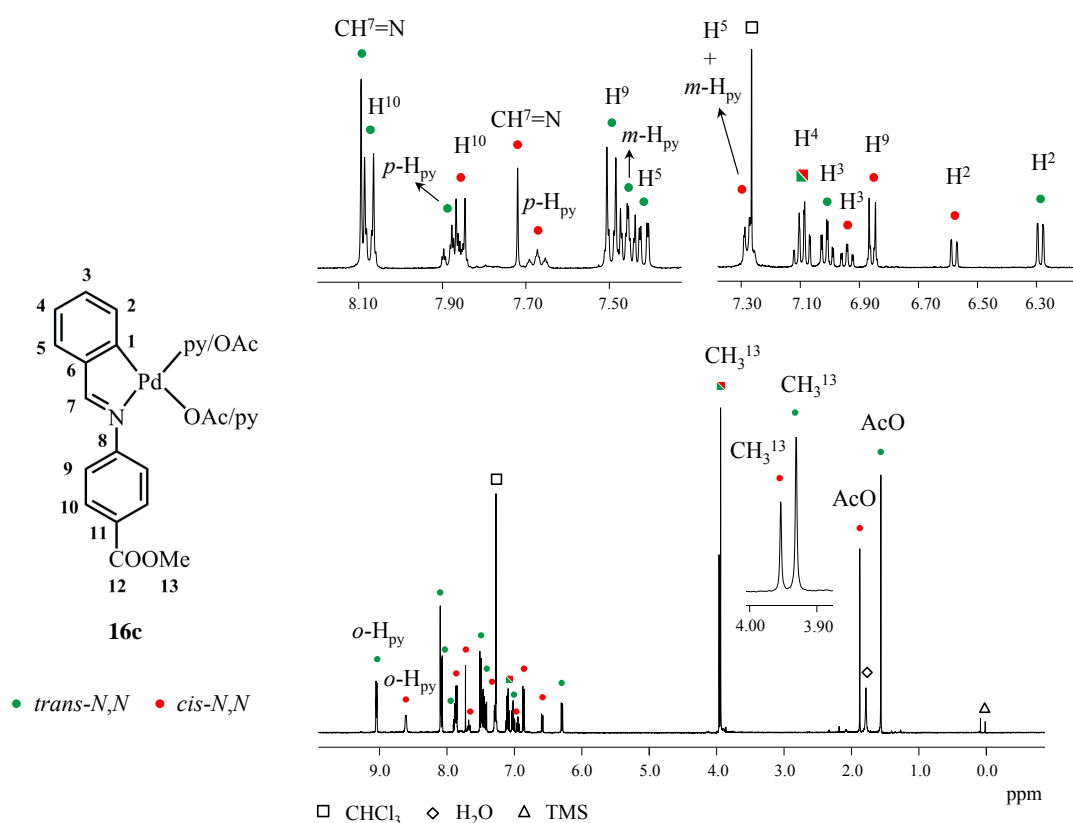 CH⁷=N
H¹⁰
p-Hpy
H¹⁰
CH⁷=N
p-Hpy
H⁹
m-Hpy
H⁵
8.10 7.90 7.70 7.50
H⁵
+
m-Hpy
H⁴
H³
H³
H⁹
H²
H²
7.30 7.10 6.90 6.70 6.50 6.30
3
4
2
5
1
6
7
8
9
10
11
12
13
py/OAc
Pd
OAc/py
N
COOMe
16c
trans-N,N cis-N,N
o-Hpy
o-Hpy
CH₃¹³
CH₃¹³
CH₃¹³
AcO
AcO
4.00 3.90
9.0 8.0 7.0 6.0 5.0 4.0 3.0 2.0 1.0 0.0
ppm
CHCl₃ H₂O TMS